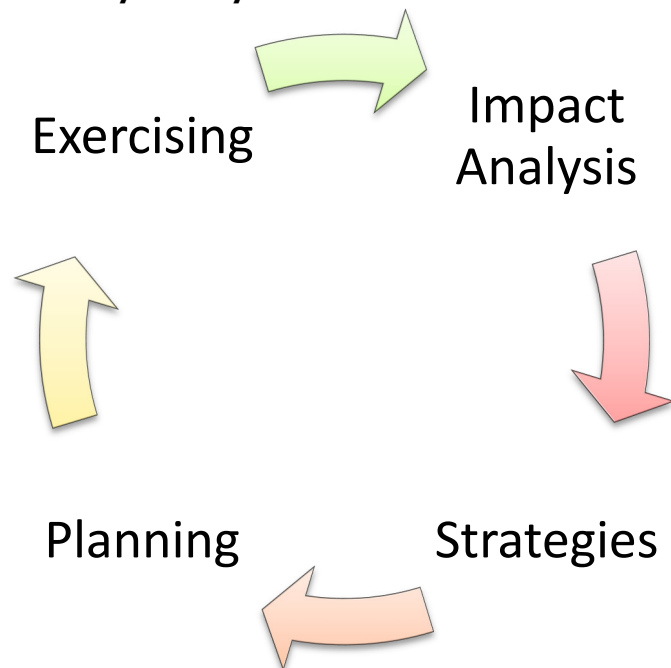 Exercising
Impact
Analysis
Planning
Strategies